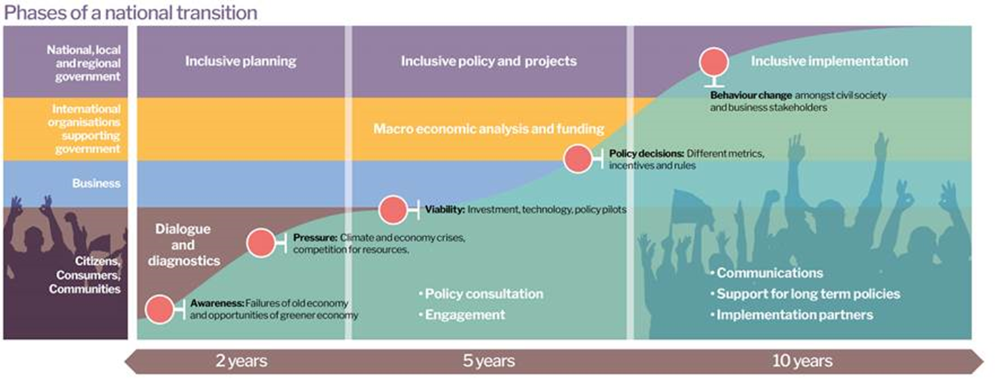 Phases of a national transition
National, local
and regional
government
Inclusive planning
Inclusive policy and projects
Inclusive implementation
Behaviour change amongst civil society
and business stakeholders
International
organisations
supporting
government
Macro economic analysis and funding
Policy decisions: Different metrics,
incentives and rules
Business
Viability: Investment, technology, policy pilots
Dialogue
and
diagnostics
Pressure: Climate and economy crises,
competition for resources.
Citizens,
Consumers,
Communities
Awareness: Failures of old economy
and opportunities of greener economy
• Policy consultation
• Engagement
• Communications
• Support for long term policies
• Implementation partners
2 years
5 years
10 years